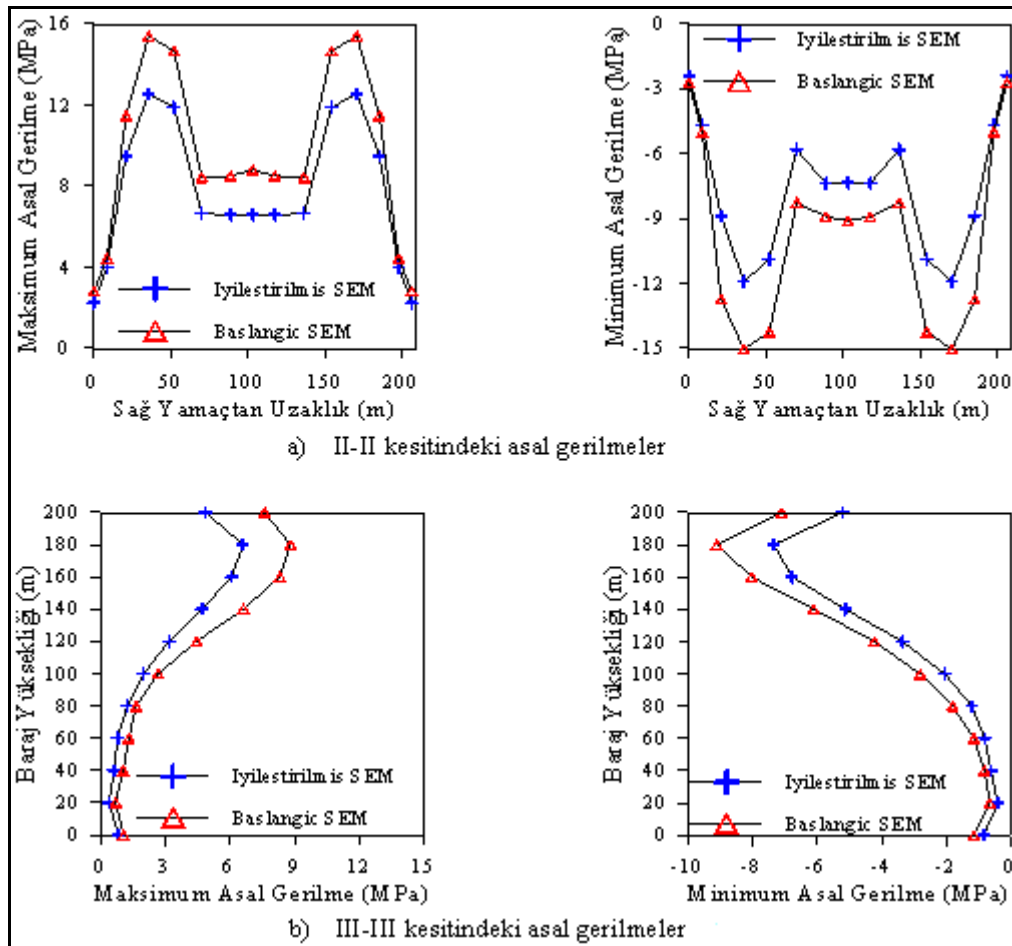 Maksimum Asal Gerilme (MPa)
16
12
8
4
0
Iyilestirilmis SEM
Baslangic SEM
0 50 100 150 200
Sağ Yamaçtan Uzaklık (m)
Minimum Asal Gerilme (MPa)
0
-3
-6
-9
-12
-15
Iyilestirilmis SEM
Baslangic SEM
0 50 100 150 200
Sağ Yamaçtan Uzaklık (m)
a) II-II kesitindeki asal gerilmeler
Baraj Yüksekliği (m)
200
180
160
140
120
100
80
60
40
20
0
Iyilestirilmis SEM
Baslangic SEM
0 3 6 9 12 15
Maksimum Asal Gerilme (MPa)
Baraj Yüksekliği (m)
200
180
160
140
120
100
80
60
40
20
0
Iyilestirilmis SEM
Baslangic SEM
-10 -8 -6 -4 -2 0
Minimum Asal Gerilme (MPa)
b) III-III kesitindeki asal gerilmeler